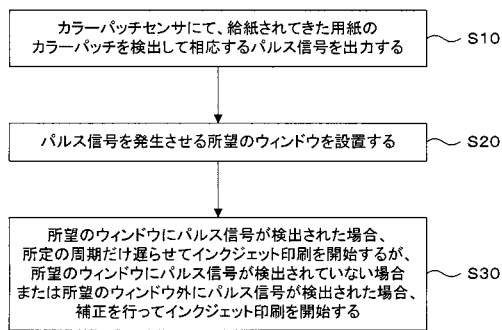 カラーパッチセンサにて、給紙されてきた用紙の
カラーパッチを検出して相応するパルス信号を出力する
S10
パルス信号を発生させる所望のウィンドウを設置する
S20
所望のウィンドウにパルス信号が検出された場合、
所定の周期だけ遅らせてインクジェット印刷を開始するが、
所望のウィンドウにパルス信号が検出されていない場合
または所望のウィンドウ外にパルス信号が検出された場合、
補正を行ってインクジェット印刷を開始する
S30